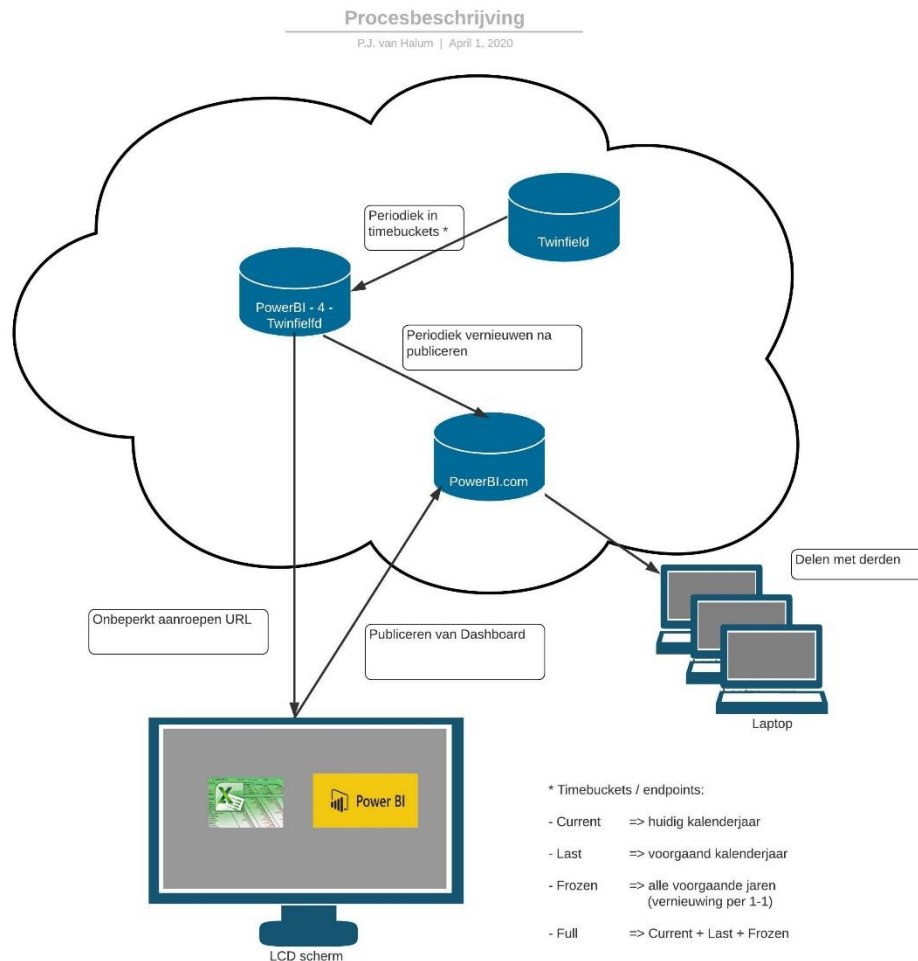 Procesbeschrijving
P.J. van Halum | April 1, 2020
Periodiek in
timebuckets *
Twinfield
PowerBI - 4 -
Twinfielfd
Periodiek vernieuwen na
publiceren
PowerBI.com
Delen met derden
Onbeperkt aanroepen URL
Publiceren van Dashboard
Laptop
Power BI
* Timebuckets / endpoints:
- Current => huidig kalenderjaar
- Last => voorgaand kalenderjaar
- Frozen => alle voorgaande jaren
(vernieuwing per 1-1)
- Full => Current + Last + Frozen
LCD scherm